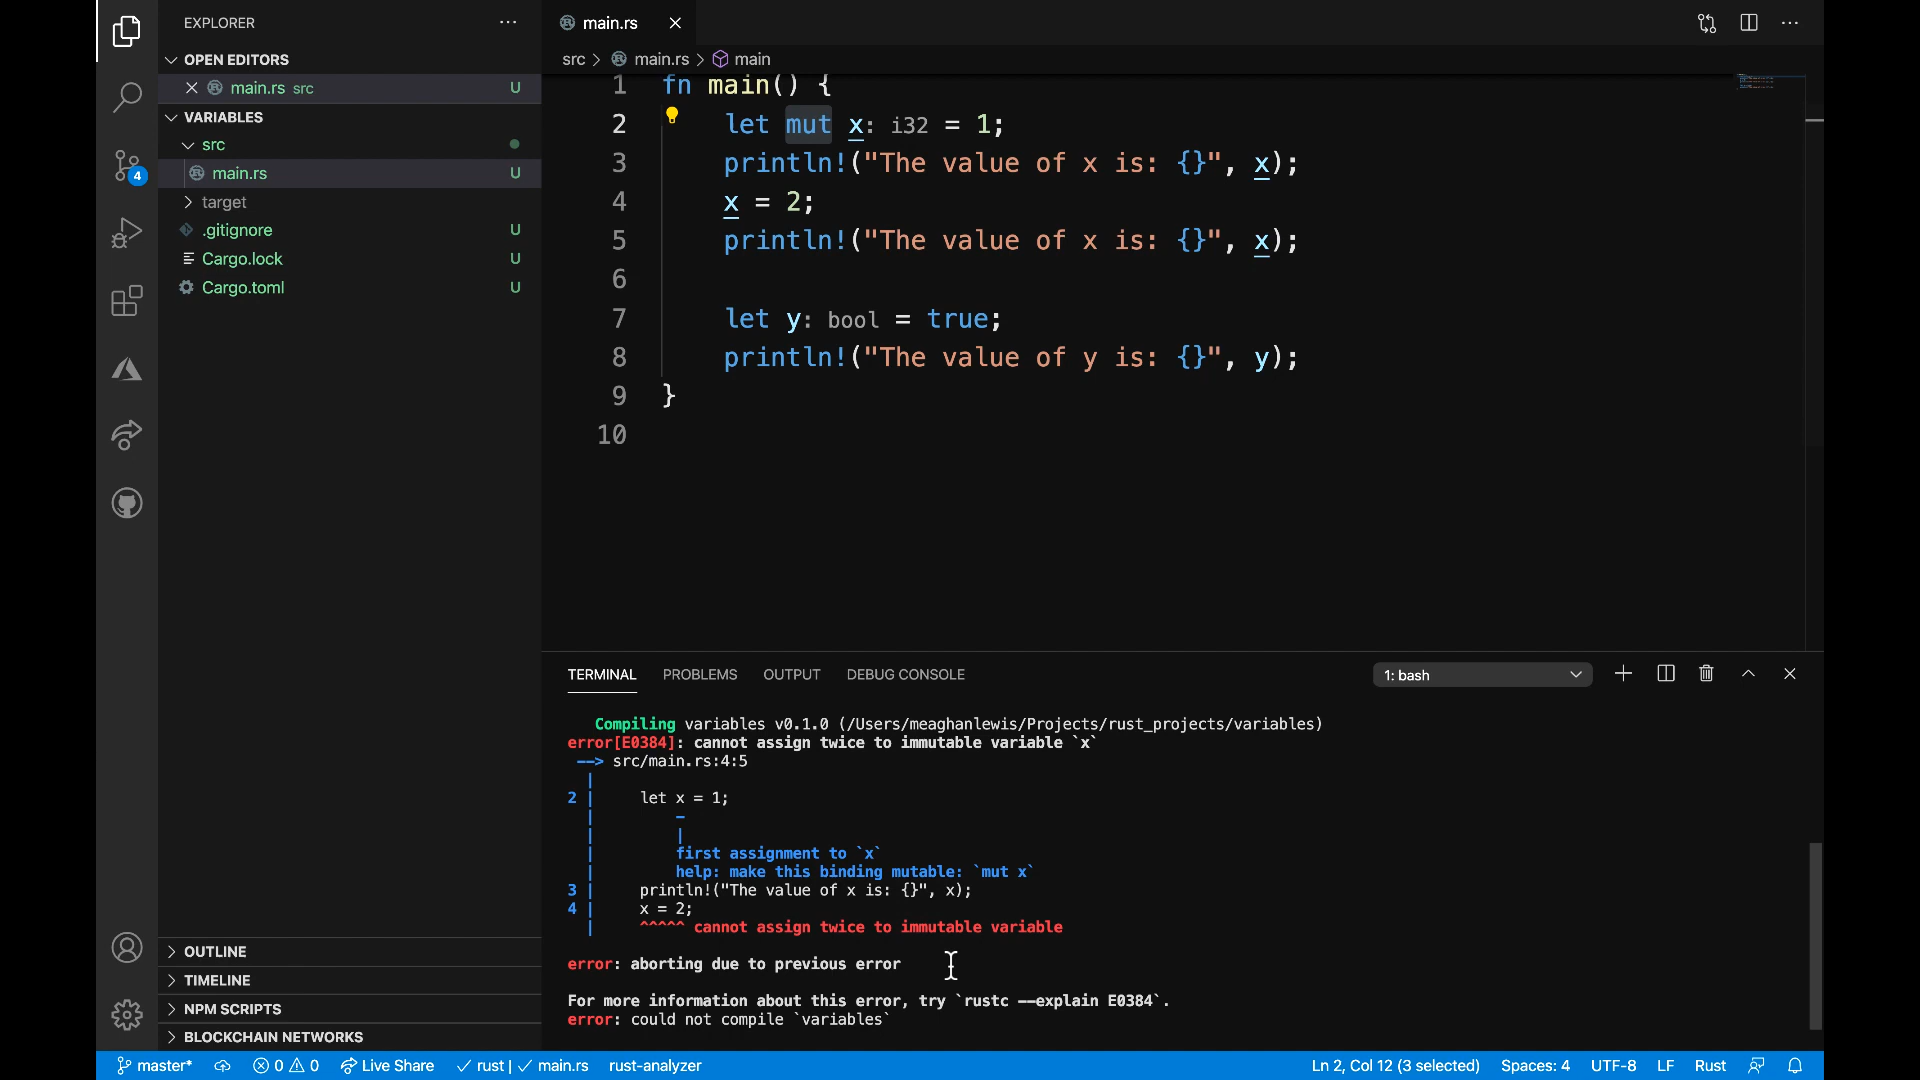 EXPLORER
OPEN EDITORS
main.rs src U
VARIABLES
src
main.rs U
target
.gitignore U
Cargo.lock U
Cargo.toml U
4
OUTLINE
TIMELINE
NPM SCRIPTS
BLOCKCHAIN NETWORKS
main.rs
src > main.rs > main
1 fn main() {
2     let mut x: i32 = 1;
3     println!("The value of x is: {}", x);
4     x = 2;
5     println!("The value of x is: {}", x);
6
7     let y: bool = true;
8     println!("The value of y is: {}", y);
9 }
10
TERMINAL PROBLEMS OUTPUT DEBUG CONSOLE 1: bash
Compiling variables v0.1.0 (/Users/meaghanlewis/Projects/rust_projects/variables)
error[E0384]: cannot assign twice to immutable variable `x`
--> src/main.rs:4:5
|
2 |     let x = 1;
|         -
|         |
|         first assignment to `x`
|         help: make this binding mutable: `mut x`
3 |     println!("The value of x is: {}", x);
4 |     x = 2;
|     ^^^^^ cannot assign twice to immutable variable
error: aborting due to previous error
For more information about this error, try `rustc --explain E0384`.
error: could not compile `variables`
master* 0 0 Live Share rust | main.rs rust-analyzer Ln 2, Col 12 (3 selected) Spaces: 4 UTF-8 LF Rust